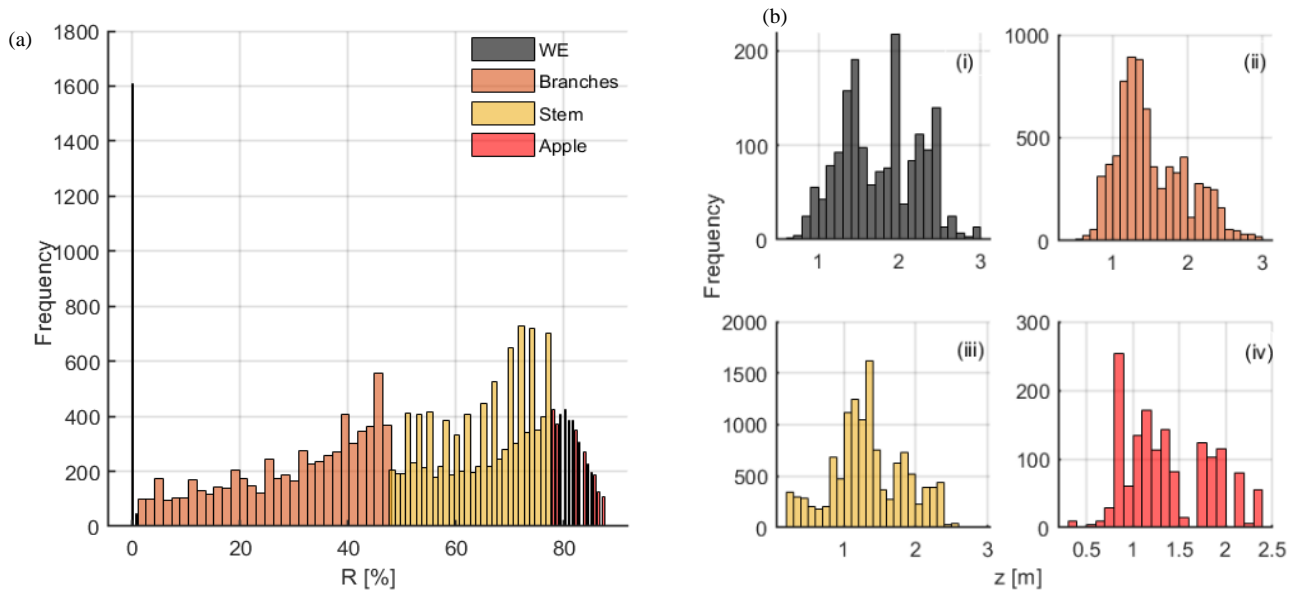 (a)
1800
1600
1400
1200
1000
800
600
400
200
0
Frequency
0 20 40 60 80
R [%]
WE
Branches
Stem
Apple
(b)
Frequency
z [m]
(i)
200
100
0
1 2 3
(ii)
1000
500
0
1 2 3
(iii)
2000
1500
1000
500
0
1 2 3
(iv)
300
200
100
0
0.5 1 1.5 2 2.5